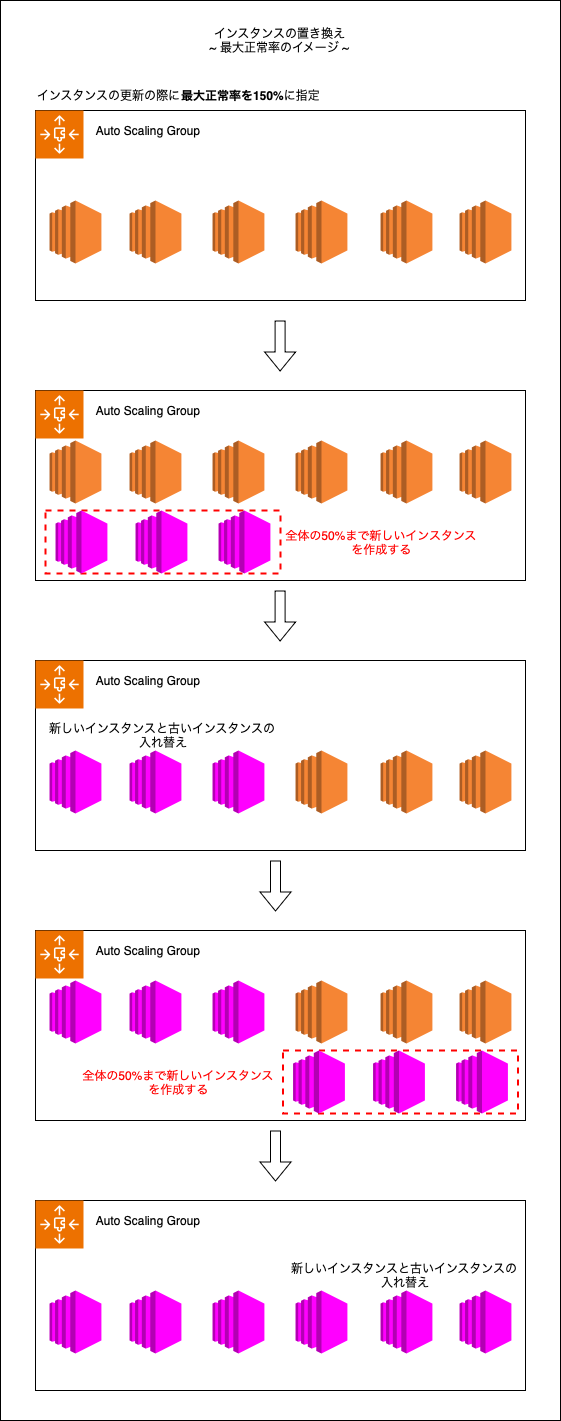 インスタンスの置き換え
~ 最大正常率のイメージ ~
インスタンスの更新の際に最大正常率を150%に指定
Auto Scaling Group
Auto Scaling Group
全体の50%まで新しいインスタンス
を作成する
Auto Scaling Group
新しいインスタンスと古いインスタンスの
入れ替え
Auto Scaling Group
全体の50%まで新しいインスタンス
を作成する
Auto Scaling Group
新しいインスタンスと古いインスタンスの
入れ替え